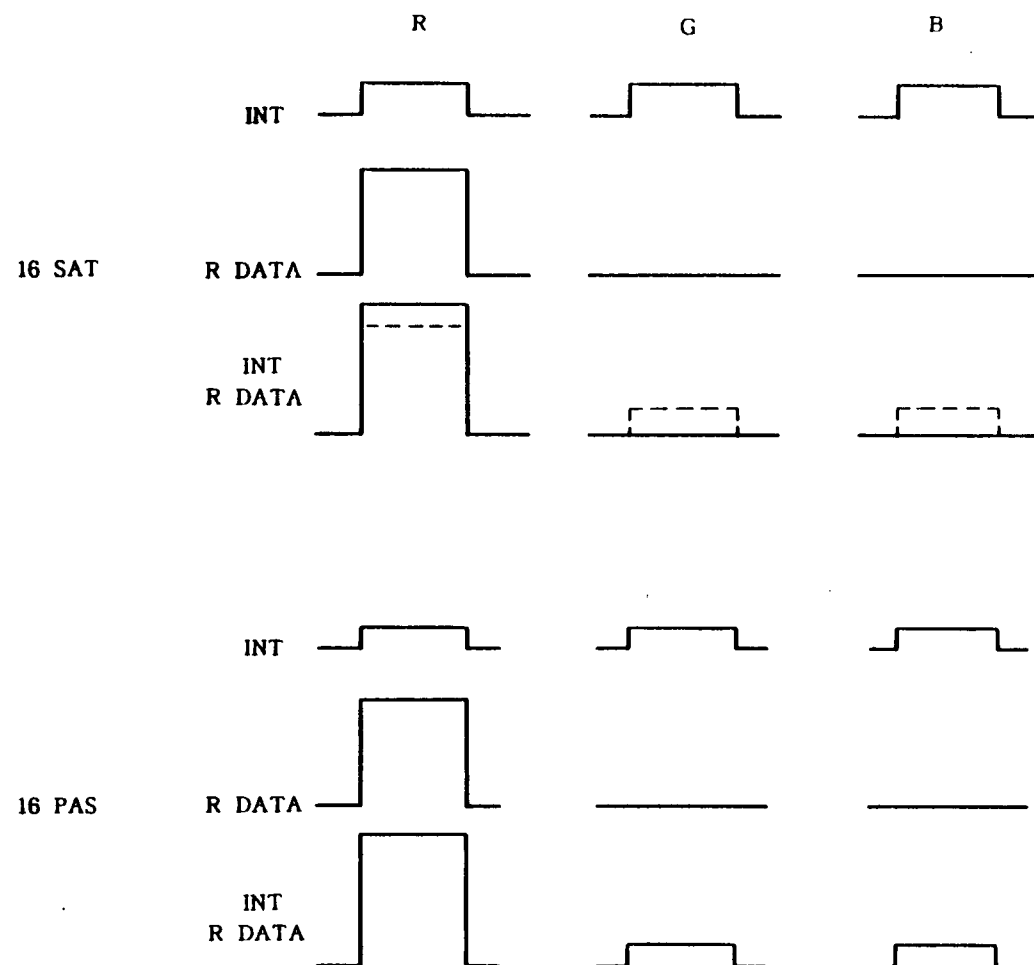 R G B
INT
16 SAT R DATA
INT
R DATA
INT
16 PAS R DATA
INT
R DATA